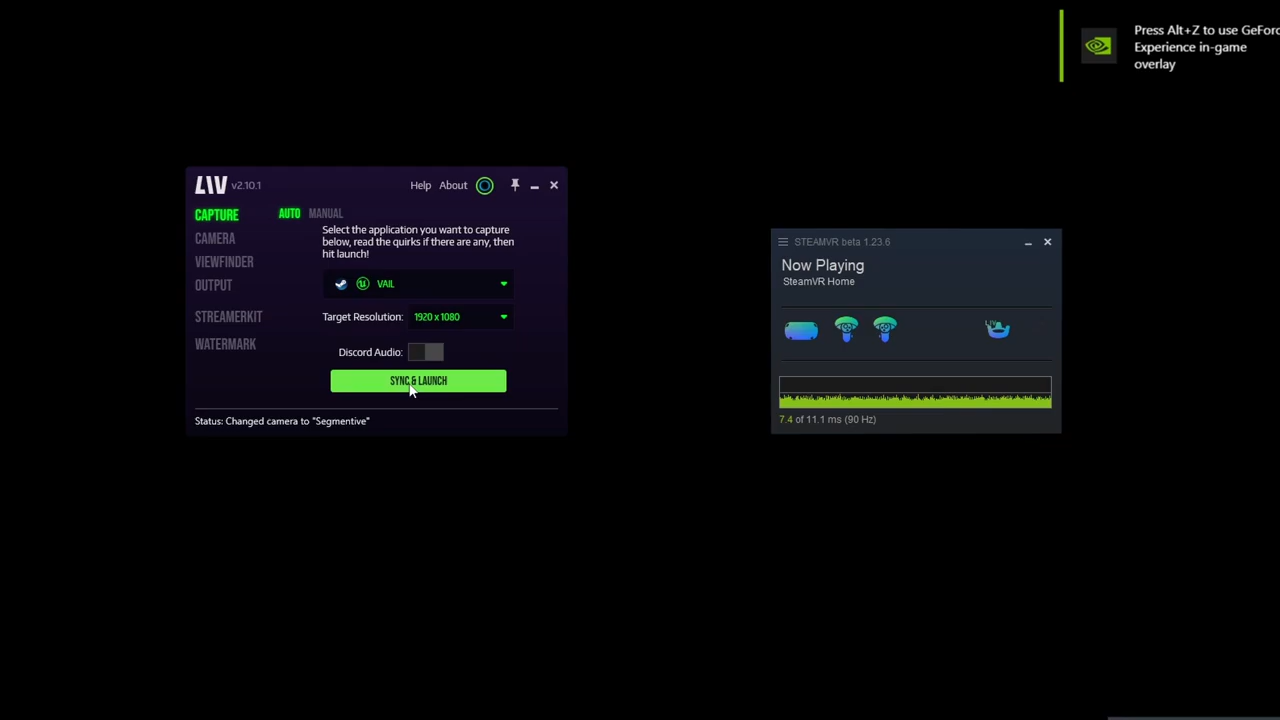 Press Alt+Z to use GeForc
Experience in-game
overlay
LIV v2.10.1
Help About
CAPTURE
CAMERA
VIEWFINDER
OUTPUT
STREAMERKIT
WATERMARK
AUTO MANUAL
Select the application you want to capture
below, read the quirks if there are any, then
hit launch!
VAIL
Target Resolution: 1920 x 1080
Discord Audio:
SYNC & LAUNCH
Status: Changed camera to "Segmentive"
STEAMVR beta 1.23.6
Now Playing
SteamVR Home
LIV
7.4 of 11.1 ms (90 Hz)